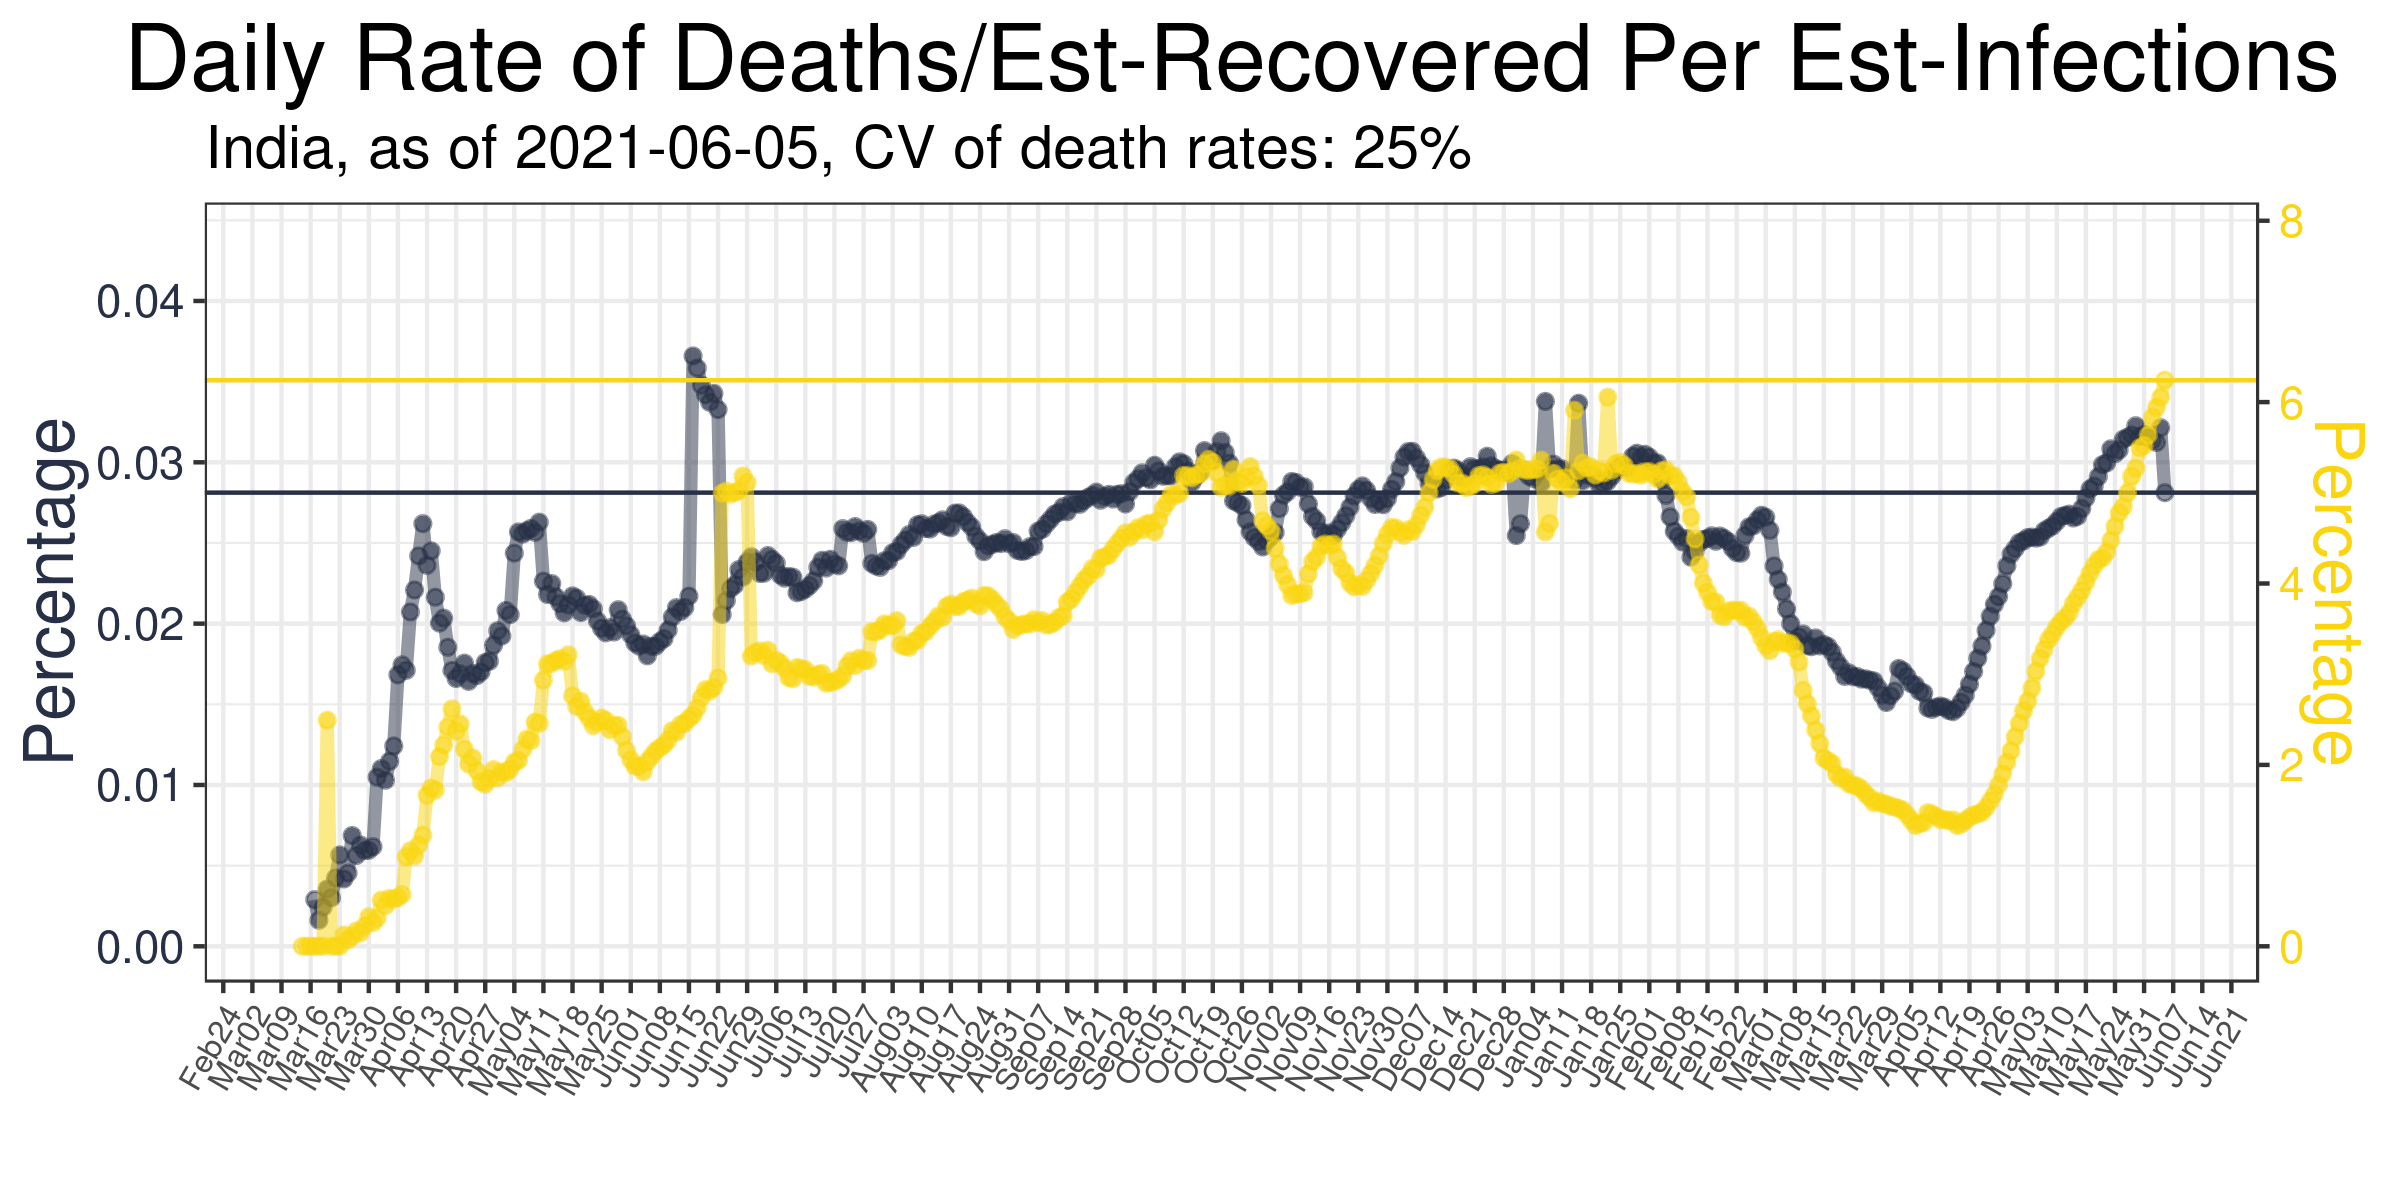 Daily Rate of Deaths/Est-Recovered Per Est-Infections
India, as of 2021-06-05, CV of death rates: 25%
Percentage
0.04
0.03
0.02
0.01
0.00
8
6
4
2
0
Percentage
Feb24
Mar02
Mar09
Mar16
Mar23
Mar30
Apr06
Apr13
Apr20
Apr27
May04
May11
May18
May25
Jun01
Jun08
Jun15
Jun22
Jun29
Jul06
Jul13
Jul20
Jul27
Aug03
Aug10
Aug17
Aug24
Aug31
Sep07
Sep14
Sep21
Sep28
Oct05
Oct12
Oct19
Oct26
Nov02
Nov09
Nov16
Nov23
Nov30
Dec07
Dec14
Dec21
Dec28
Jan04
Jan11
Jan18
Jan25
Feb01
Feb08
Feb15
Feb22
Mar01
Mar08
Mar15
Mar22
Mar29
Apr05
Apr12
Apr19
Apr26
May03
May10
May17
May24
May31
Jun07
Jun14
Jun21